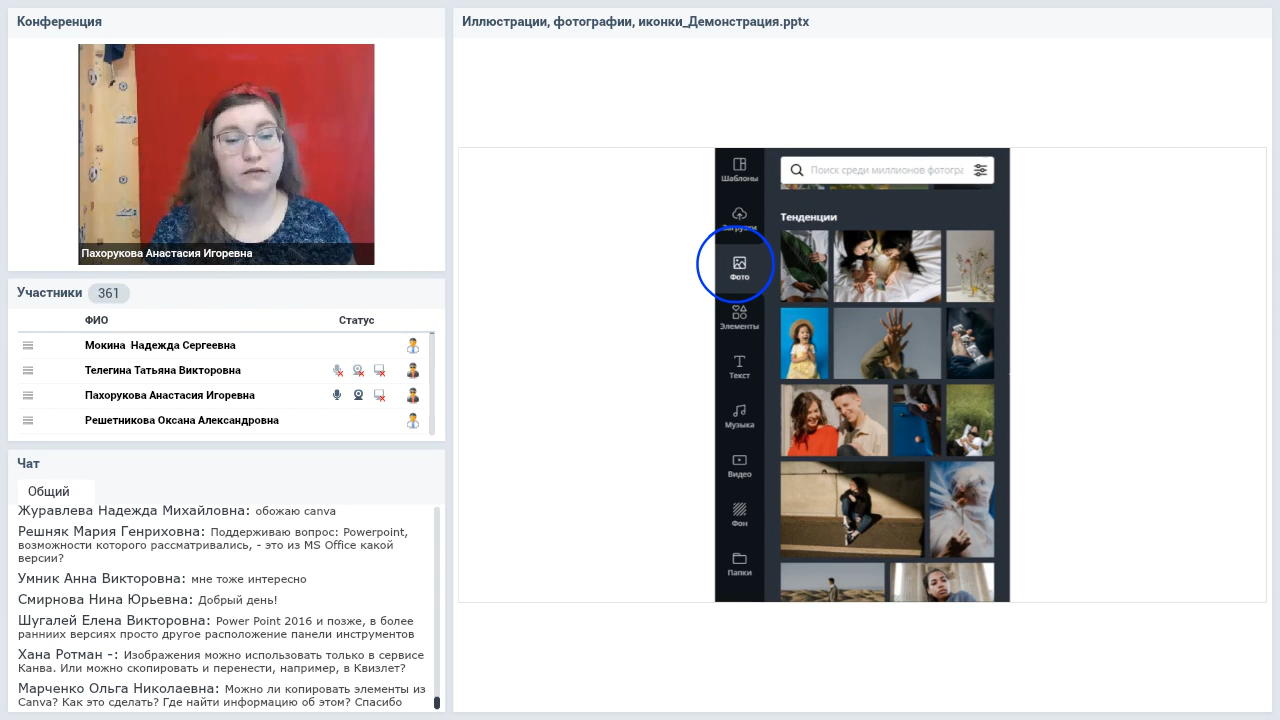 Конференция
Пахорукова Анастасия Игоревна
Участники 361
ФИО Статус
Мокина Надежда Сергеевна
Телегина Татьяна Викторовна
Пахорукова Анастасия Игоревна
Решетникова Оксана Александровна
Чат
Общий
Журавлева Надежда Михайловна: обожаю canva
Решняк Мария Генриховна: Поддерживаю вопрос: Powerpoint,
возможности которого рассматривались, - это из MS Office какой
версии?
Умник Анна Викторовна: мне тоже интересно
Смирнова Нина Юрьевна: Добрый день!
Шугалей Елена Викторовна: Power Point 2016 и позже, в более
ранниих версиях просто другое расположение панели инструментов
Хана Ротман -: Изображения можно использовать только в сервисе
Канва. Или можно скопировать и перенести, например, в Квизлет?
Марченко Ольга Николаевна: Можно ли копировать элементы из
Canva? Как это сделать? Где найти информацию об этом? Спасибо
Иллюстрации, фотографии, иконки_Демонстрация.pptx
Шаблоны
Загрузки
Фото
Элементы
Текст
Музыка
Видео
Фон
Папки
Поиск среди миллионов фотогра
Тенденции